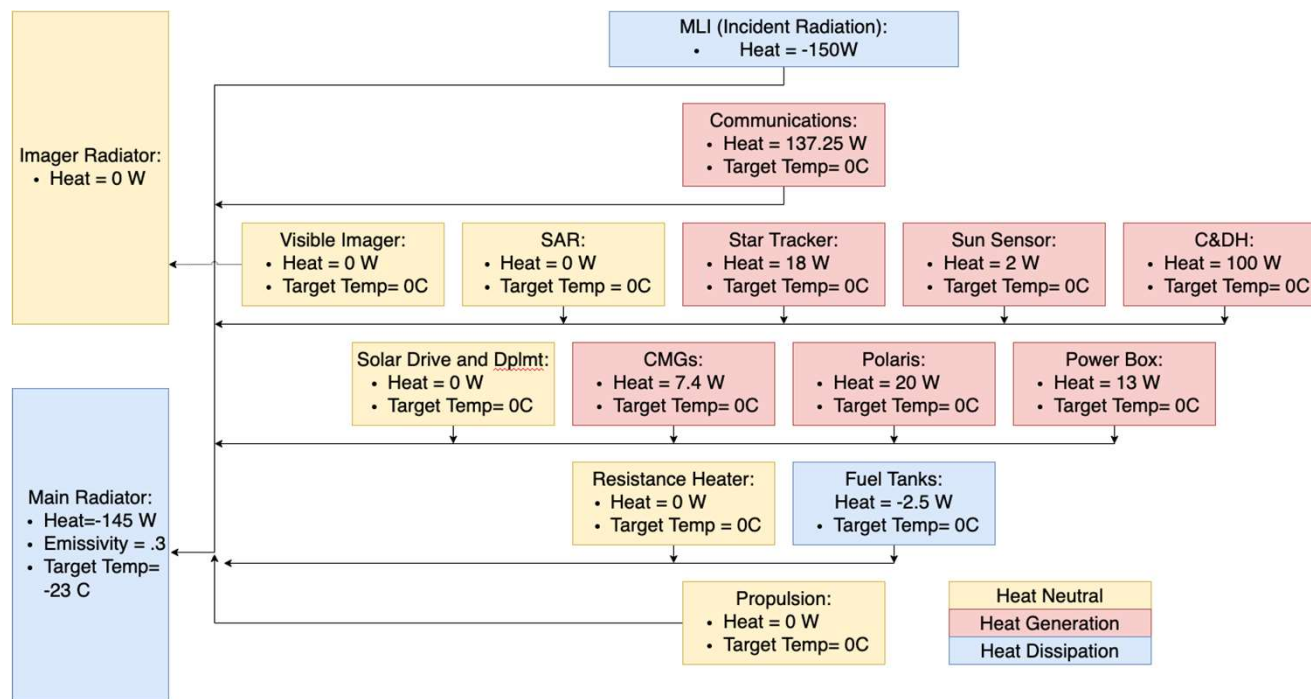 MLI (Incident Radiation):
• Heat = -150W
Communications:
• Heat = 137.25 W
• Target Temp= 0C
Imager Radiator:
• Heat = 0 W
Visible Imager:
• Heat = 0 W
• Target Temp= 0C
SAR:
• Heat = 0 W
• Target Temp = 0C
Star Tracker:
• Heat = 18 W
• Target Temp= 0C
Sun Sensor:
• Heat = 2 W
• Target Temp= 0C
C&DH:
• Heat = 100 W
• Target Temp= 0C
Solar Drive and Dplmt:
• Heat = 0 W
• Target Temp= 0C
CMGs:
• Heat = 7.4 W
• Target Temp= 0C
Polaris:
• Heat = 20 W
• Target Temp= 0C
Power Box:
• Heat = 13 W
• Target Temp= 0C
Main Radiator:
• Heat=-145 W
• Emissivity = .3
• Target Temp=
-23 C
Resistance Heater:
• Heat = 0 W
• Target Temp = 0C
Fuel Tanks:
Heat = -2.5 W
• Target Temp= 0C
Propulsion:
• Heat = 0 W
• Target Temp= 0C
Heat Neutral
Heat Generation
Heat Dissipation